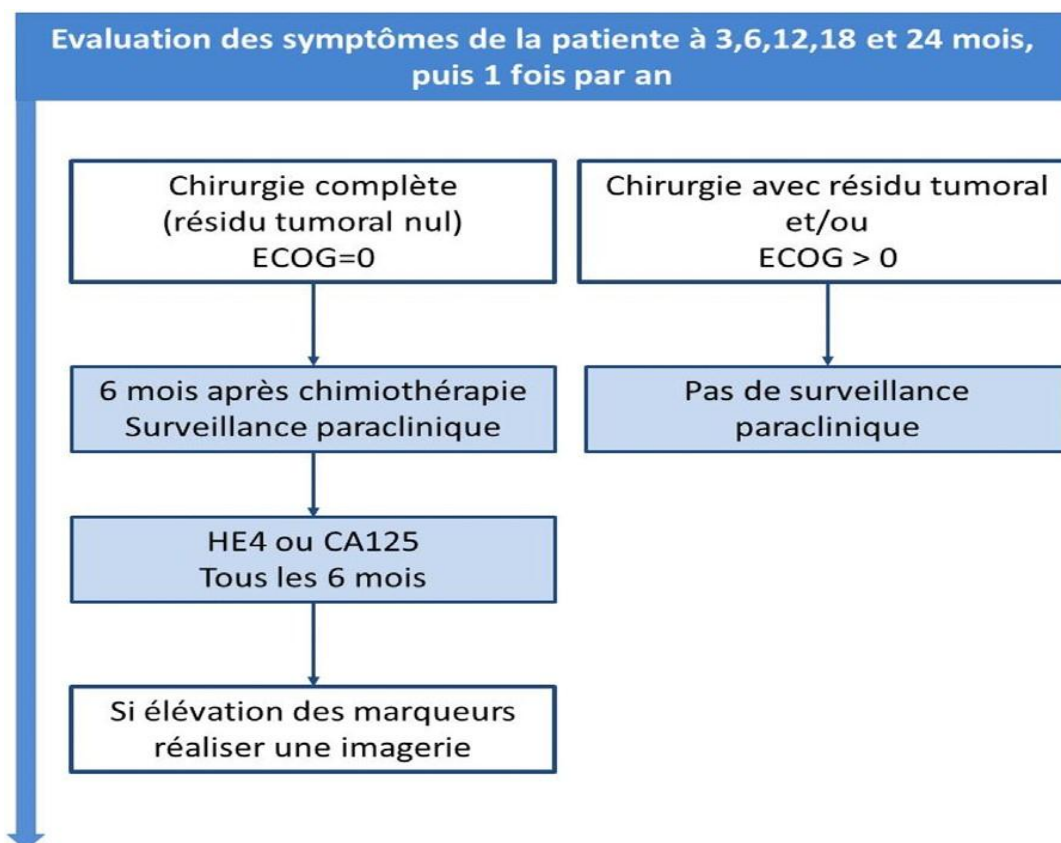 Evaluation des symptômes de la patiente à 3,6,12,18 et 24 mois,
puis 1 fois par an
Chirurgie complète
(résidu tumoral nul)
ECOG=0
Chirurgie avec résidu tumoral
et/ou
ECOG > 0
6 mois après chimiothérapie
Surveillance paraclinique
Pas de surveillance
paraclinique
HE4 ou CA125
Tous les 6 mois
Si élévation des marqueurs
réaliser une imagerie